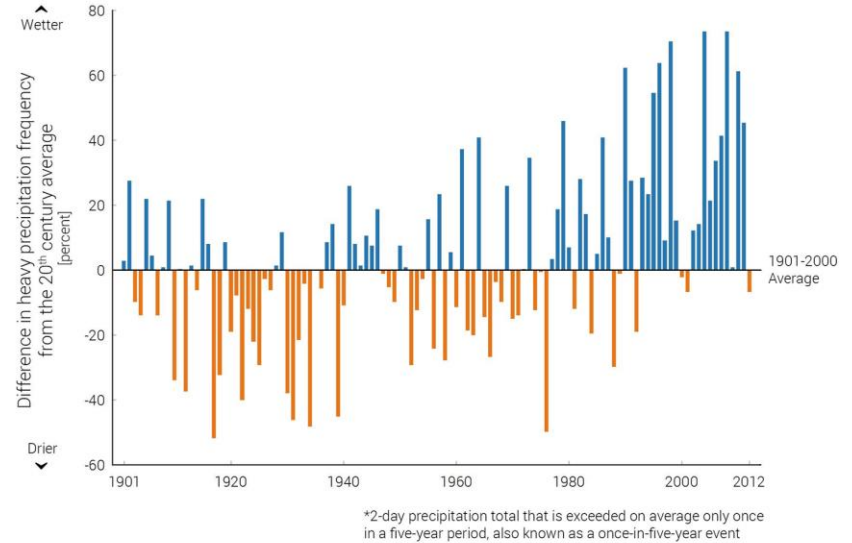 Wetter
Difference in heavy precipitation frequency
from the 20th century average
[percent]
Drier
80
60
40
20
0
-20
-40
-60
1901
1920
1940
1960
1980
2000
2012
1901-2000
Average
*2-day precipitation total that is exceeded on average only once
in a five-year period, also known as a once-in-five-year event